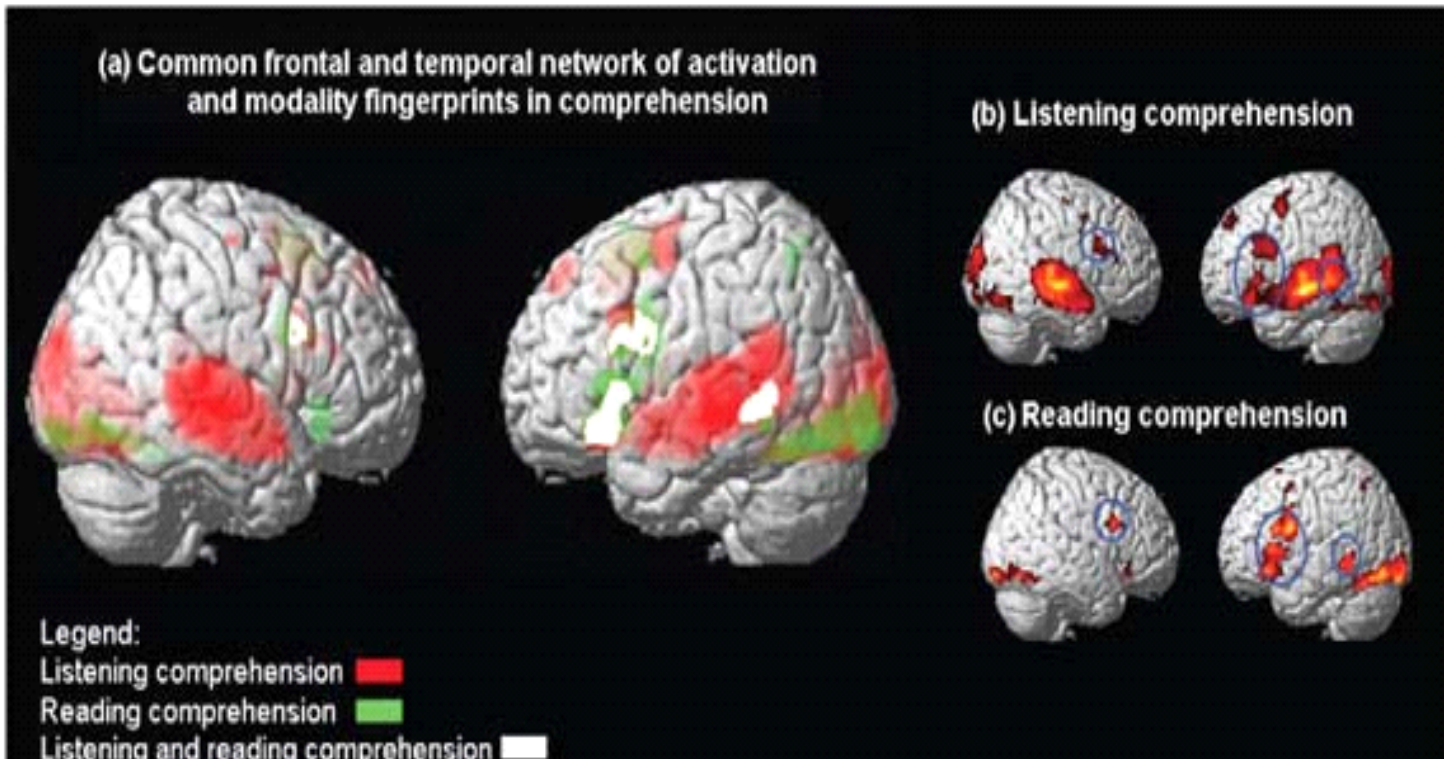 (a) Common frontal and temporal network of activation
and modality fingerprints in comprehension
(b) Listening comprehension
(c) Reading comprehension
Legend:
Listening comprehension
Reading comprehension
Listening and reading comprehension